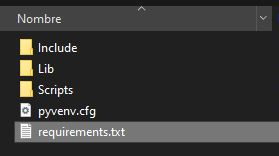 Nombre
Include
Lib
Scripts
pyvenv.cfg
requirements.txt